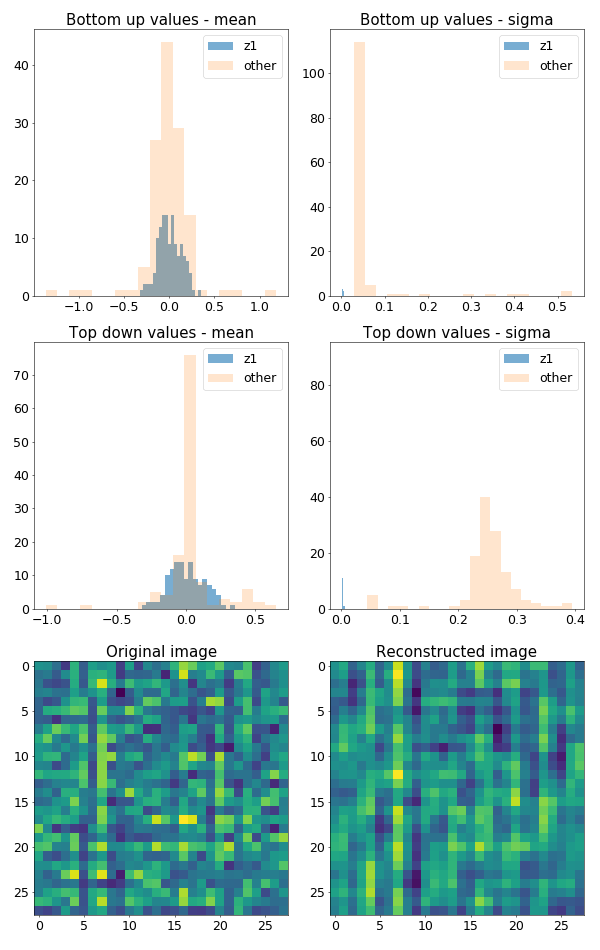 Bottom up values - mean
z1
other
40
30
20
10
0
−1.0 −0.5 0.0 0.5 1.0
Bottom up values - sigma
z1
other
120
100
80
60
40
20
0
0.0 0.1 0.2 0.3 0.4 0.5
Top down values - mean
z1
other
70
60
50
40
30
20
10
0
−1.0 −0.5 0.0 0.5
Top down values - sigma
z1
other
80
60
40
20
0
0.0 0.1 0.2 0.3 0.4
Original image
0
5
10
15
20
25
0 5 10 15 20 25
Reconstructed image
0
5
10
15
20
25
0 5 10 15 20 25